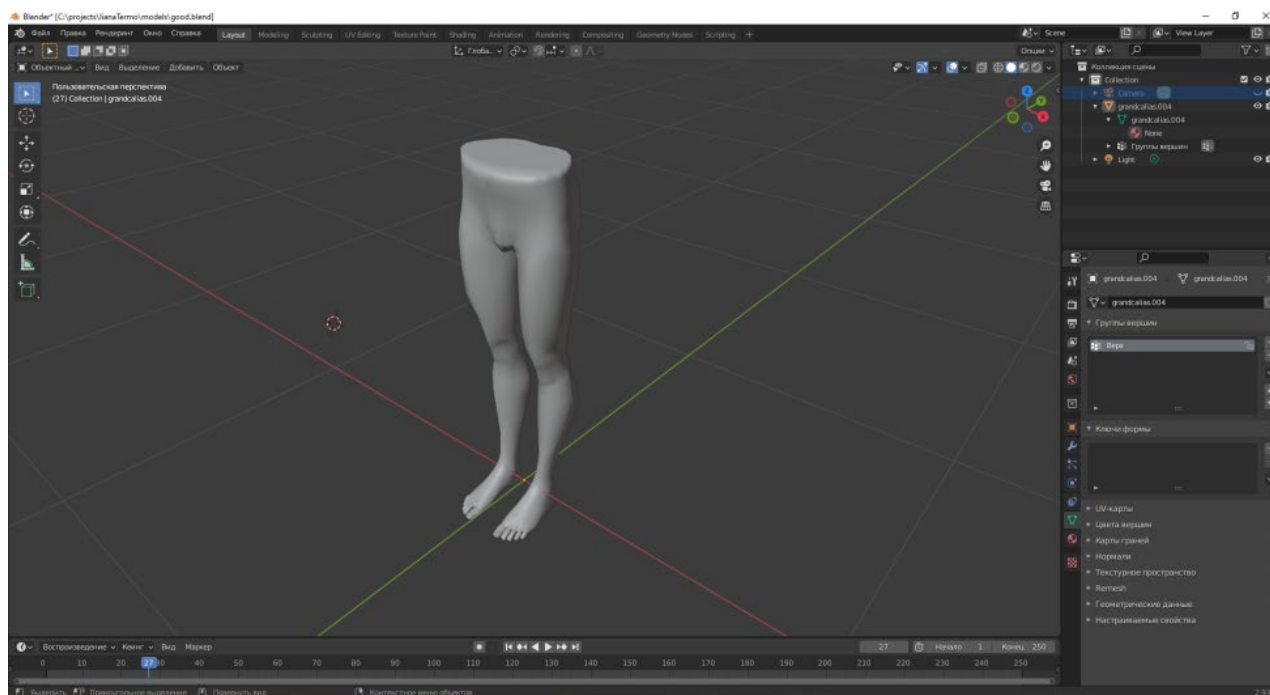 Blender* [C:\projects\lianaTermo\models\good.blend]
Файл Правка Рендеринг Окно Справка Layout Modeling Sculpting UV Editing Texture Paint Shading Animation Rendering Compositing Geometry Nodes Scripting + Scene View Layer
Глоба.. Опции
Объектный .. Вид Выделение Добавить Объект
Пользовательская перспектива
(27) Collection | grandcalias.004
Z
Y
X
Коллекция сцены
Collection
Camera
grandcalias.004
grandcalias.004
None
Группы вершин
Light
grandcalias.004 grandcalias.004
grandcalias.004
Группы вершин
Верх
Ключи формы
UV-карты
Цвета вершин
Карты граней
Нормали
Текстурное пространство
Remesh
Геометрические данные
Настраиваемые свойства
Воспроизведение Кеинг Вид Маркер 27 Начало 1 Конец 250
0 10 20 27 30 40 50 60 70 80 90 100 110 120 130 140 150 160 170 180 190 200 210 220 230 240 250
Выделить Прямоугольное выделение Повернуть вид Контекстное меню объектов